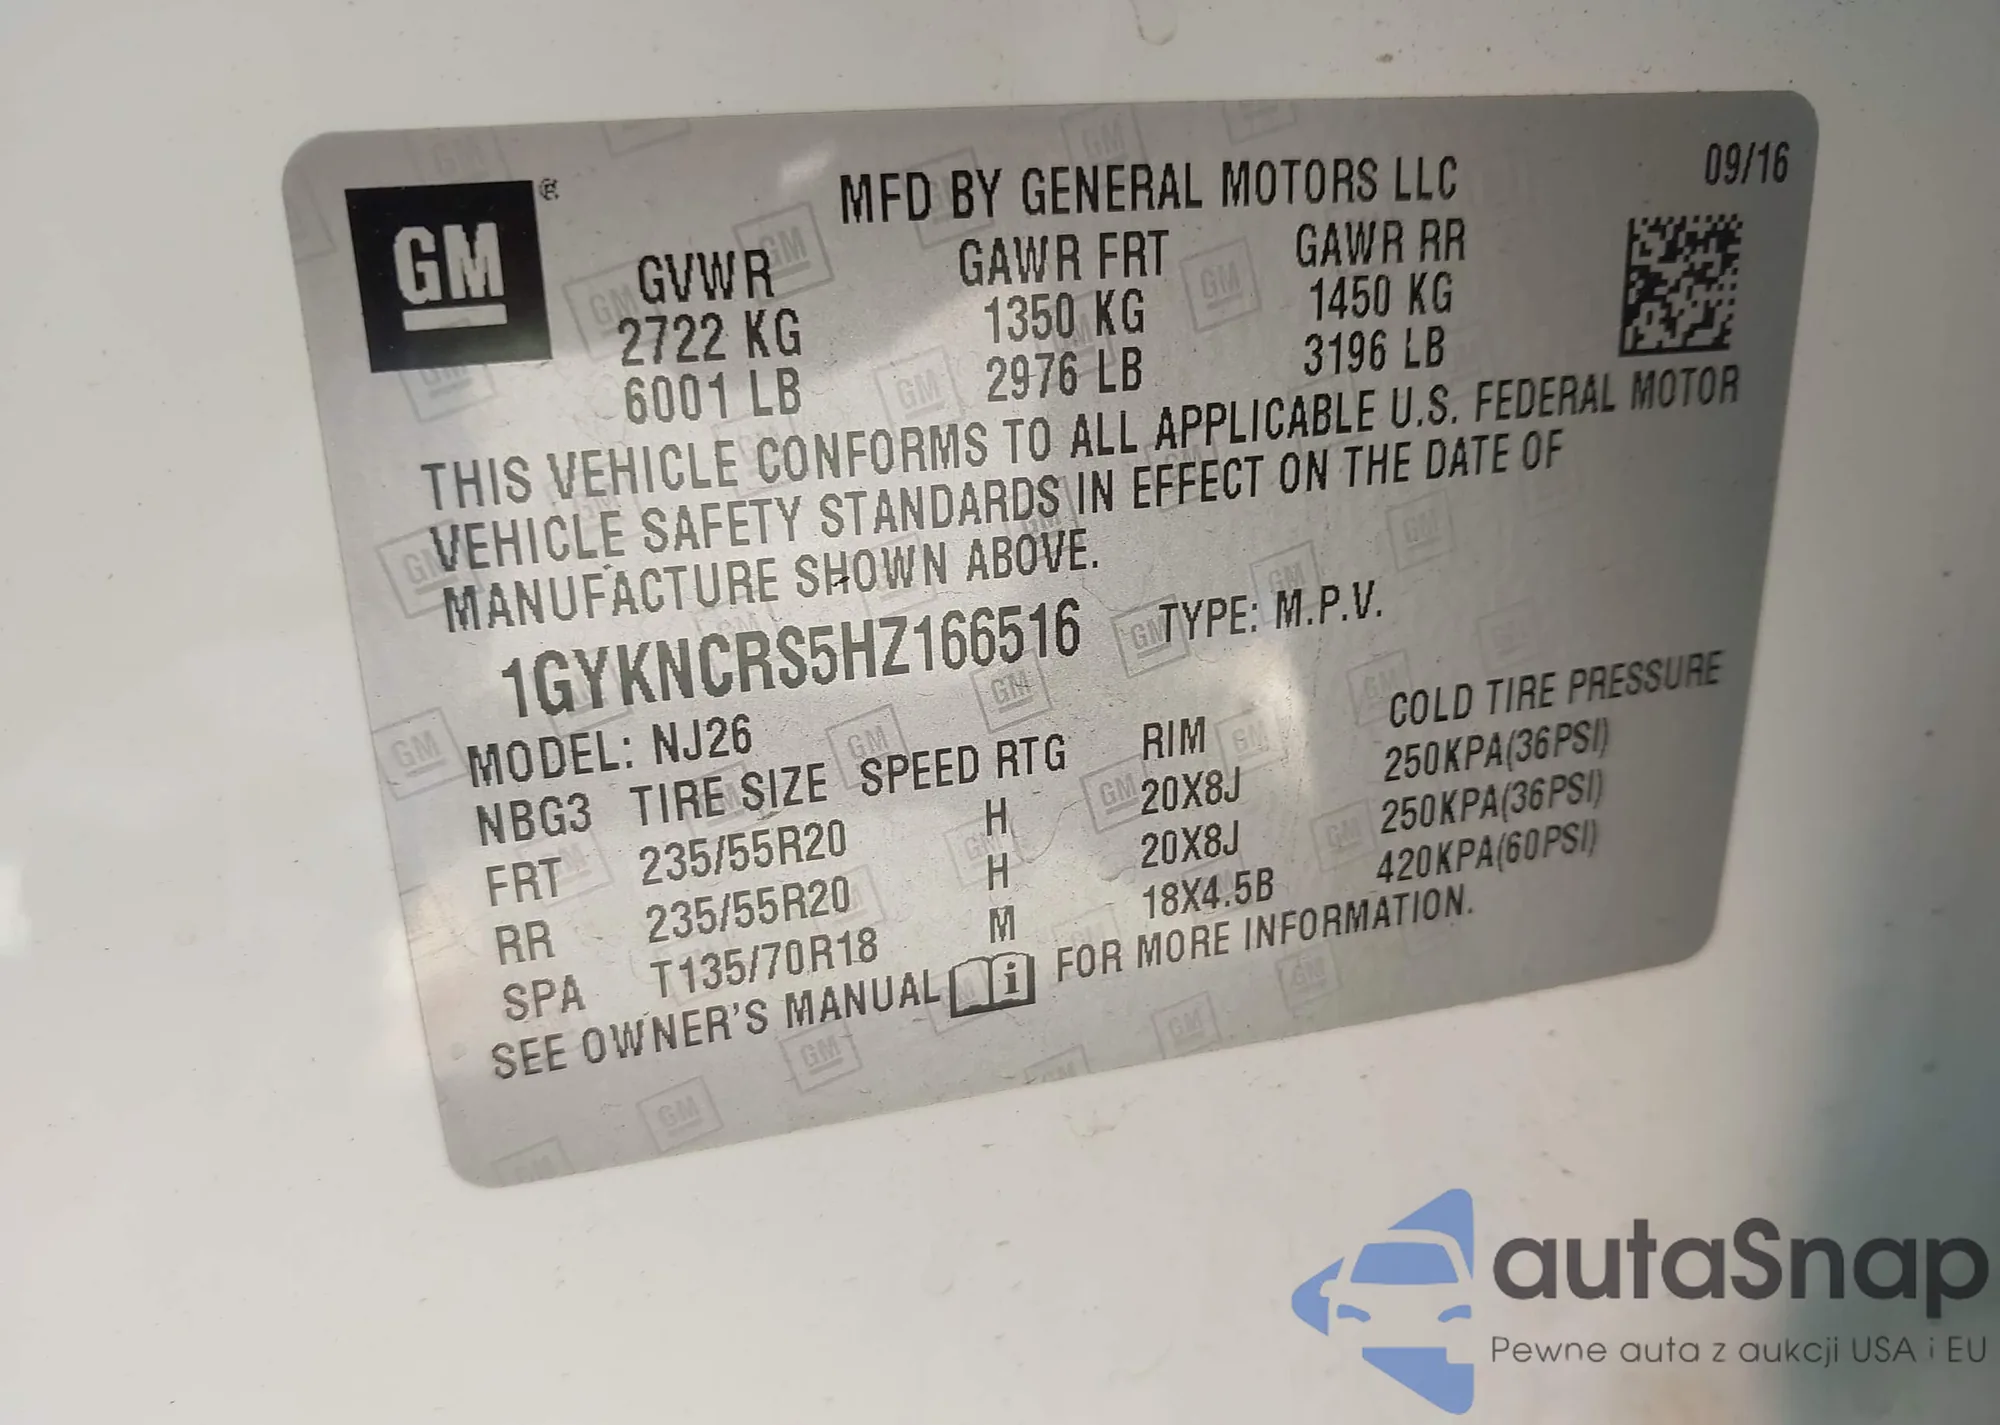 GM®
MFD BY GENERAL MOTORS LLC 09/16
GVWR GAWR FRT GAWR RR
2722 KG 1350 KG 1450 KG
6001 LB 2976 LB 3196 LB
THIS VEHICLE CONFORMS TO ALL APPLICABLE U.S. FEDERAL MOTOR
VEHICLE SAFETY STANDARDS IN EFFECT ON THE DATE OF
MANUFACTURE SHOWN ABOVE.
1GYKNCRS5HZ166516 TYPE: M.P.V.
MODEL: NJ26
NBG3 TIRE SIZE SPEED RTG RIM COLD TIRE PRESSURE
FRT 235/55R20 H 20X8J 250KPA(36PSI)
RR 235/55R20 H 20X8J 250KPA(36PSI)
SPA T135/70R18 M 18X4.5B 420KPA(60PSI)
SEE OWNER'S MANUAL i FOR MORE INFORMATION.
autaSnap
Pewne auta z aukcji USA i EU